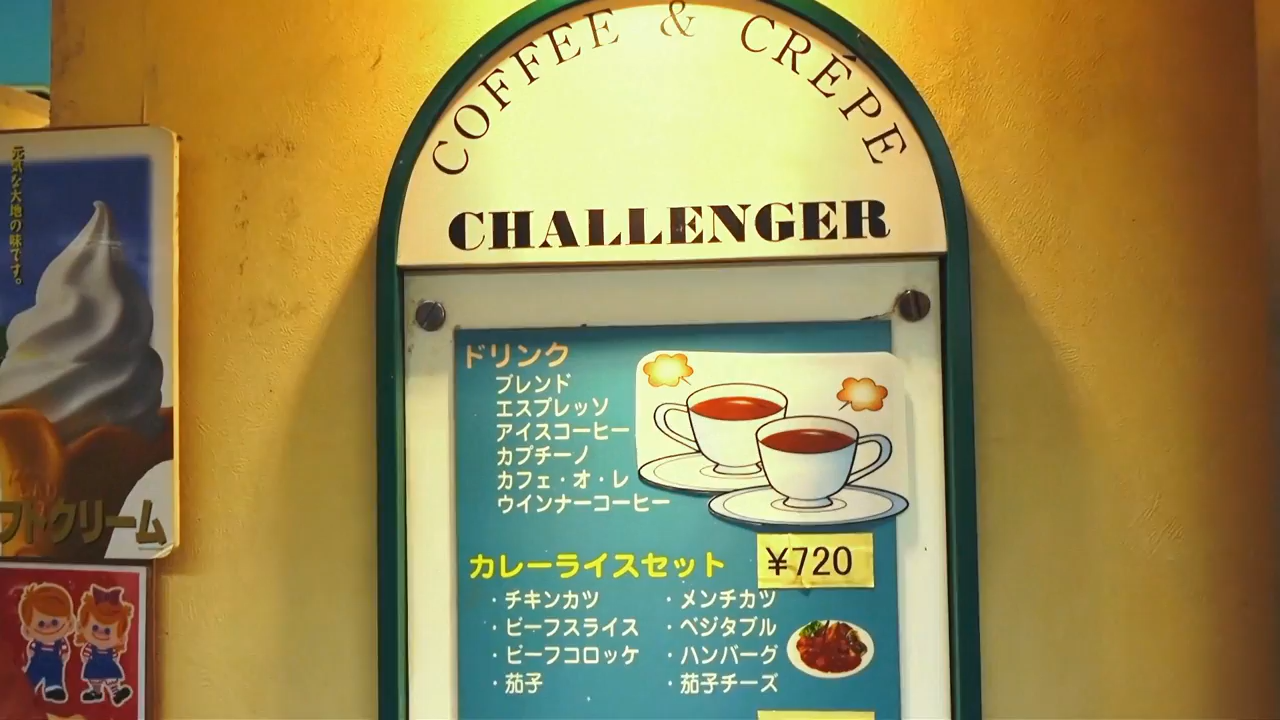 COFFEE & CRÉPE
CHALLENGER
元気な大地の味です。
フトクリーム
ドリンク
ブレンド
エスプレッソ
アイスコーヒー
カプチーノ
カフェ・オ・レ
ウインナーコーヒー
カレーライスセット ¥720
・チキンカツ ・メンチカツ
・ビーフスライス ・ベジタブル
・ビーフコロッケ ・ハンバーグ
・茄子 ・茄子チーズ